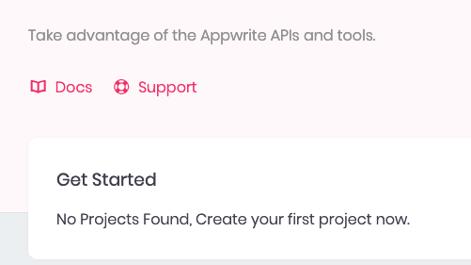 Take advantage of the Appwrite APIs and tools.
Docs Support
Get Started
No Projects Found, Create your first project now.